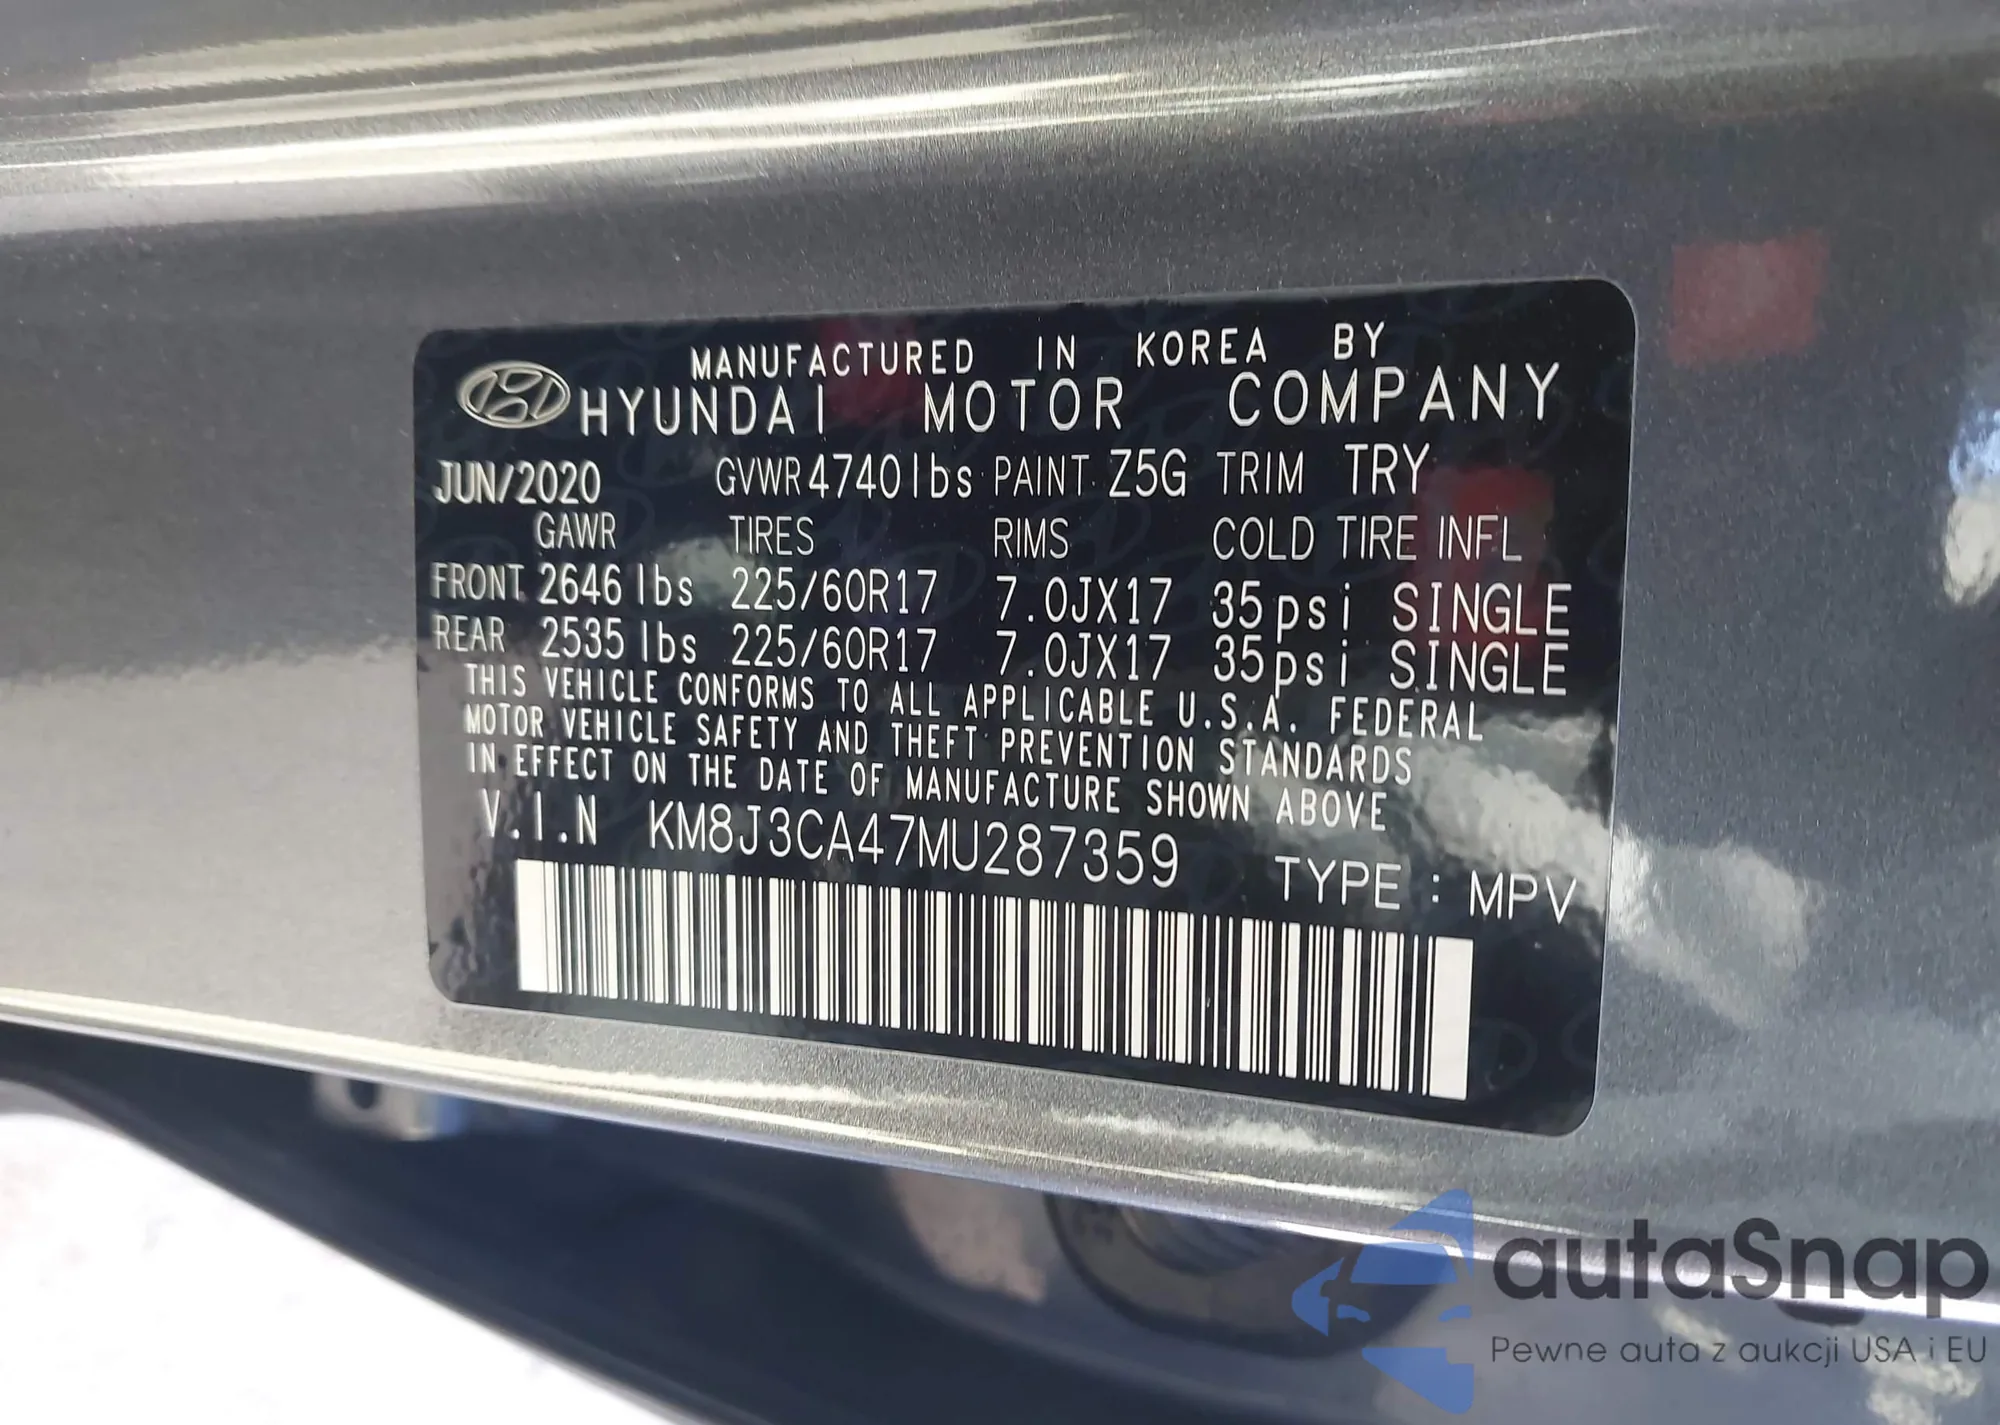 MANUFACTURED IN KOREA BY
HYUNDAI MOTOR COMPANY
JUN/2020 GVWR 4740 lbs PAINT Z5G TRIM TRY
GAWR TIRES RIMS COLD TIRE INFL
FRONT 2646 lbs 225/60R17 7.0JX17 35psi SINGLE
REAR 2535 lbs 225/60R17 7.0JX17 35psi SINGLE
THIS VEHICLE CONFORMS TO ALL APPLICABLE U.S.A. FEDERAL
MOTOR VEHICLE SAFETY AND THEFT PREVENTION STANDARDS
IN EFFECT ON THE DATE OF MANUFACTURE SHOWN ABOVE
V.I.N KM8J3CA47MU287359 TYPE : MPV
autaSnap
Pewne auta z aukcji USA i EU